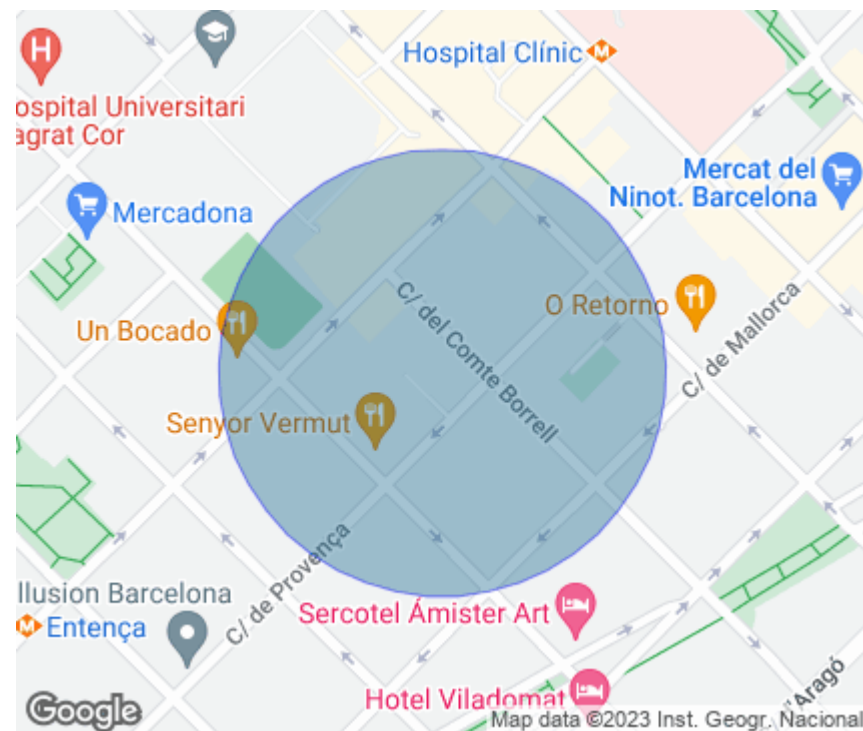 H
Hospital Clínic
M
ospital Universitari
agrat Cor
Mercat del
Ninot. Barcelona
Mercadona
C/ del Comte Borrell
O Retorno
C/ de Mallorca
Un Bocado
Senyor Vermut
C/ de Provença
llusion Barcelona
M
Entença
Sercotel Ámister Art
Hotel Viladomat
l'Aragó
Google
Map data ©2023 Inst. Geogr. Nacional